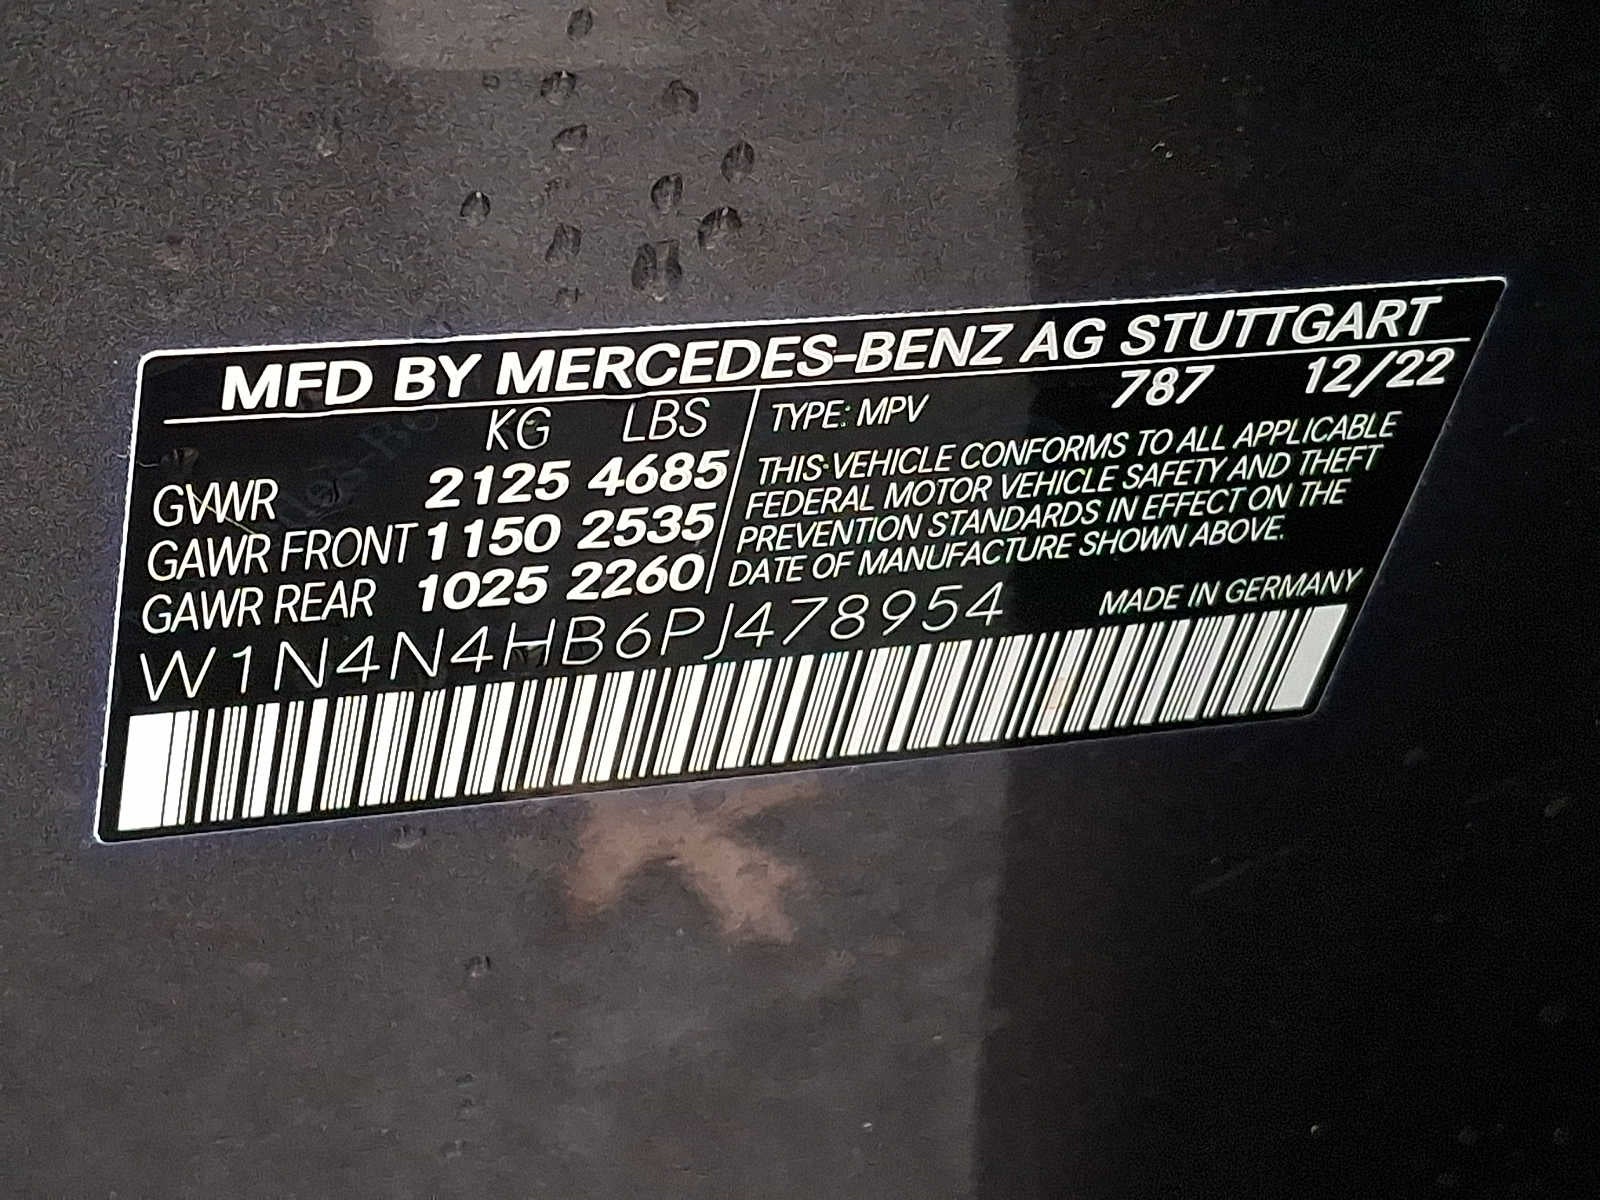 MFD BY MERCEDES-BENZ AG STUTTGART
787 12/22
KG LBS
TYPE: MPV
GVWR 2125 4685
GAWR FRONT 1150 2535
GAWR REAR 1025 2260
THIS VEHICLE CONFORMS TO ALL APPLICABLE
FEDERAL MOTOR VEHICLE SAFETY AND THEFT
PREVENTION STANDARDS IN EFFECT ON THE
DATE OF MANUFACTURE SHOWN ABOVE.
W1N4N4HB6PJ478954
MADE IN GERMANY